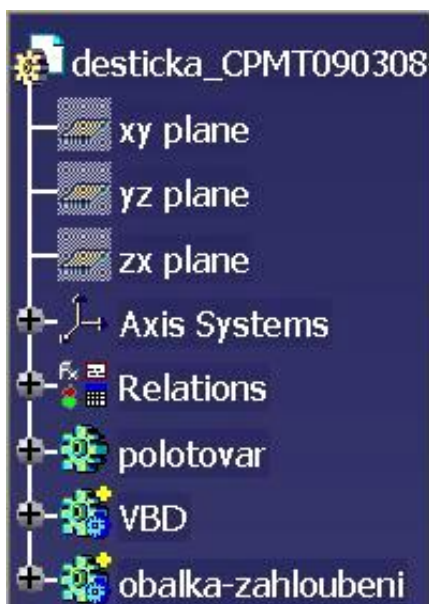 desticka_CPMT090308
xy plane
yz plane
zx plane
Axis Systems
Relations
polotovar
VBD
obalka-zahloubeni